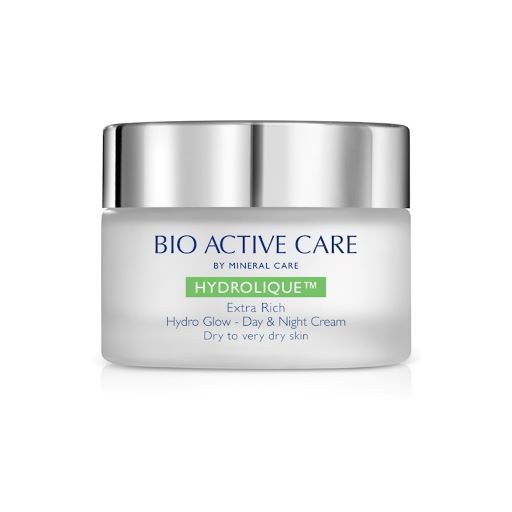 BIO ACTIVE CARE
BY MINERAL CARE
HYDROLIQUE™
Extra Rich
Hydro Glow - Day & Night Cream
Dry to very dry skin